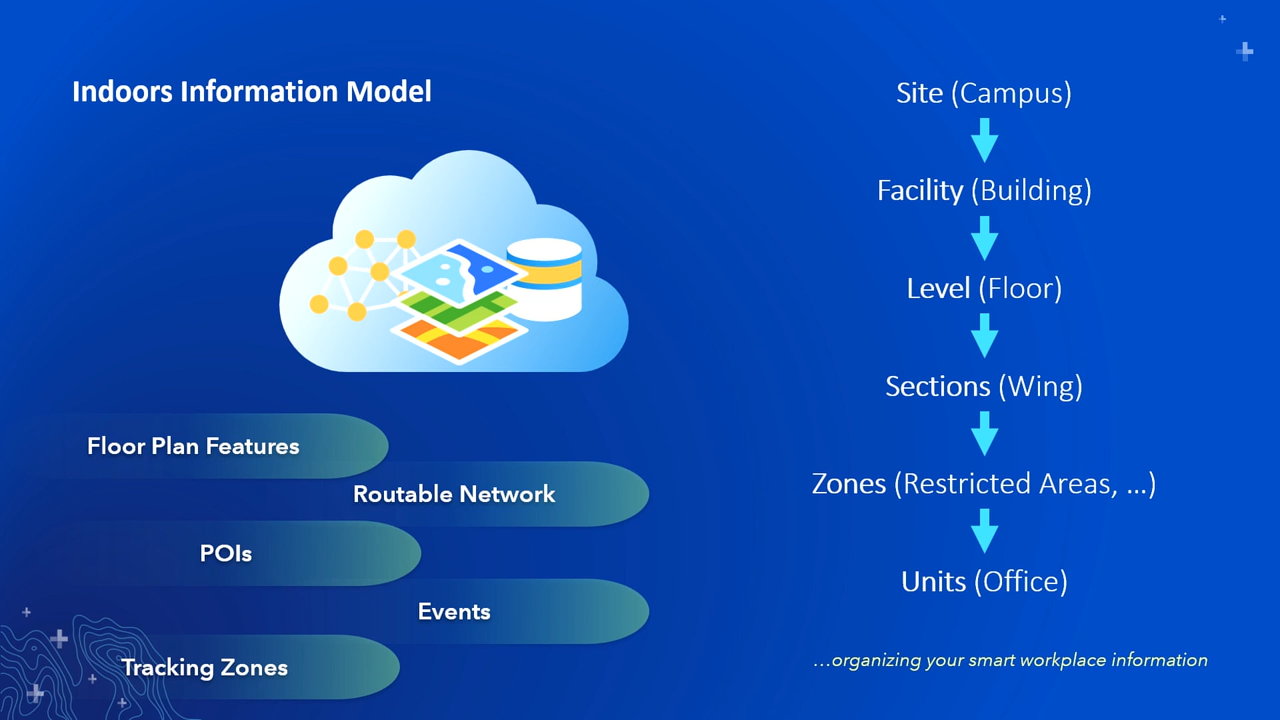 Indoors Information Model
Floor Plan Features
Routable Network
POIs
Events
Tracking Zones
Site (Campus)
Facility (Building)
Level (Floor)
Sections (Wing)
Zones (Restricted Areas, ...)
Units (Office)
...organizing your smart workplace information